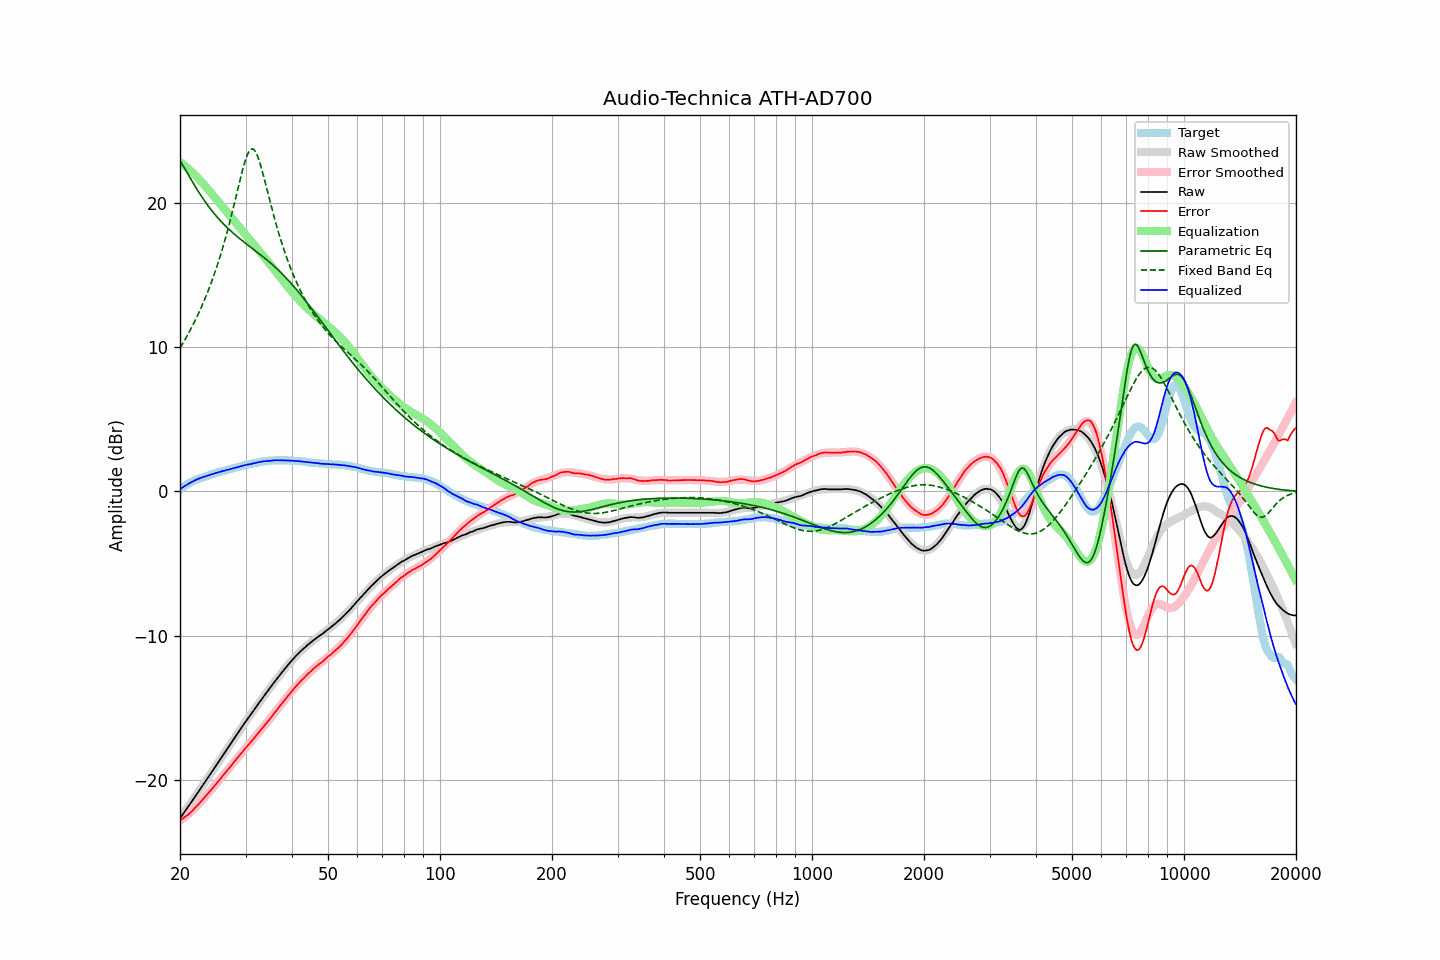 Audio-Technica ATH-AD700
Target
Raw Smoothed
Error Smoothed
Raw
Error
Equalization
Parametric Eq
Fixed Band Eq
Equalized
Amplitude (dBr)
20
10
0
−10
−20
20 50 100 200 500 1000 2000 5000 10000 20000
Frequency (Hz)